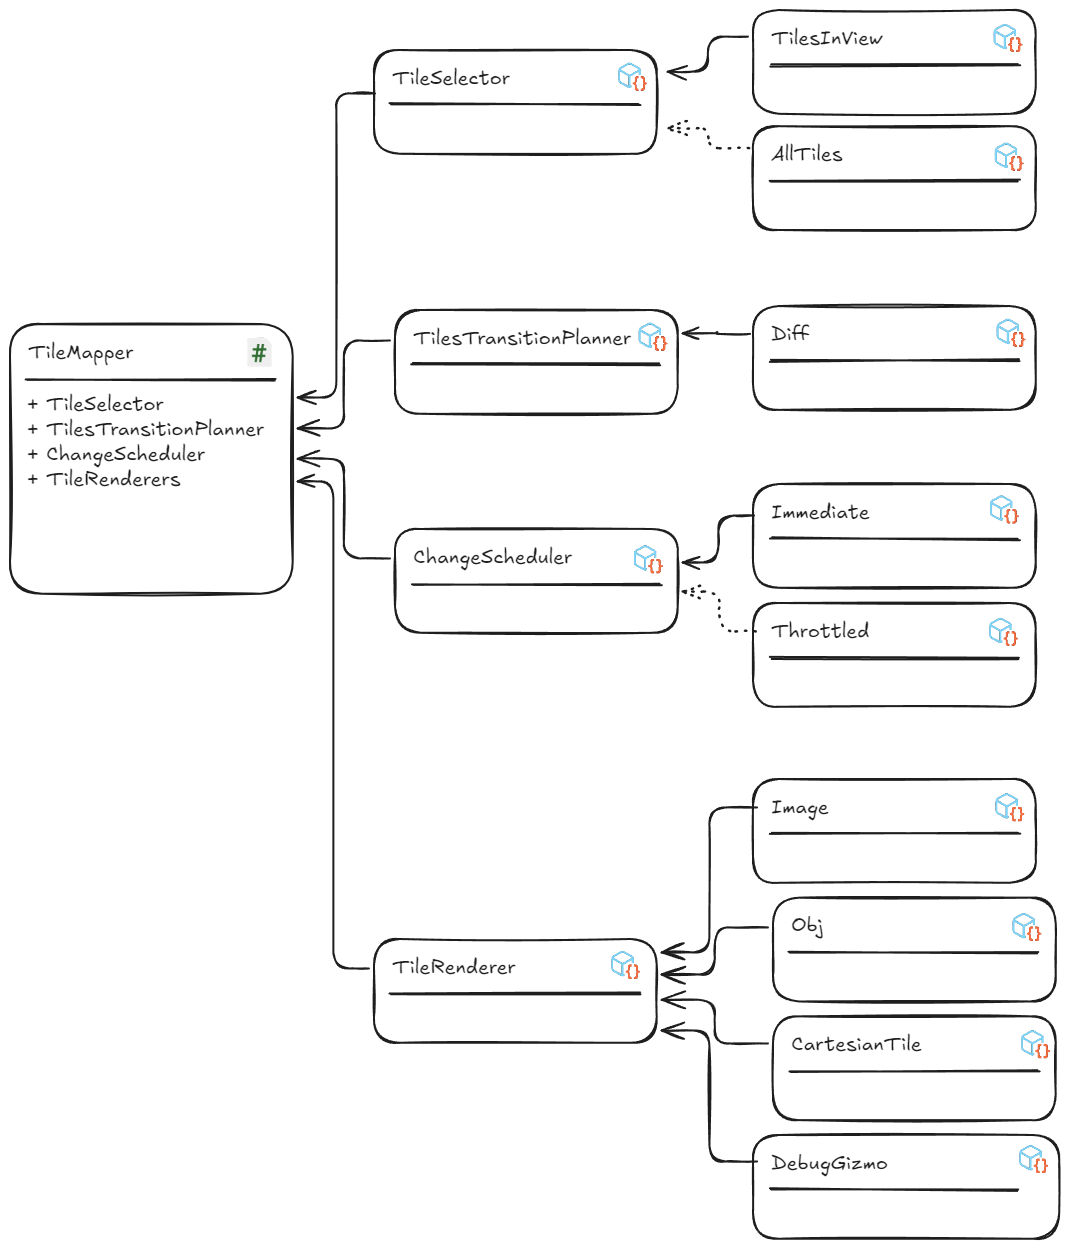 TilesInView
TileSelector
AllTiles
TileMapper
#
+ TileSelector
+ TilesTransitionPlanner
+ ChangeScheduler
+ TileRenderers
TilesTransitionPlanner
Diff
Immediate
ChangeScheduler
Throttled
Image
Obj
TileRenderer
CartesianTile
DebugGizmo